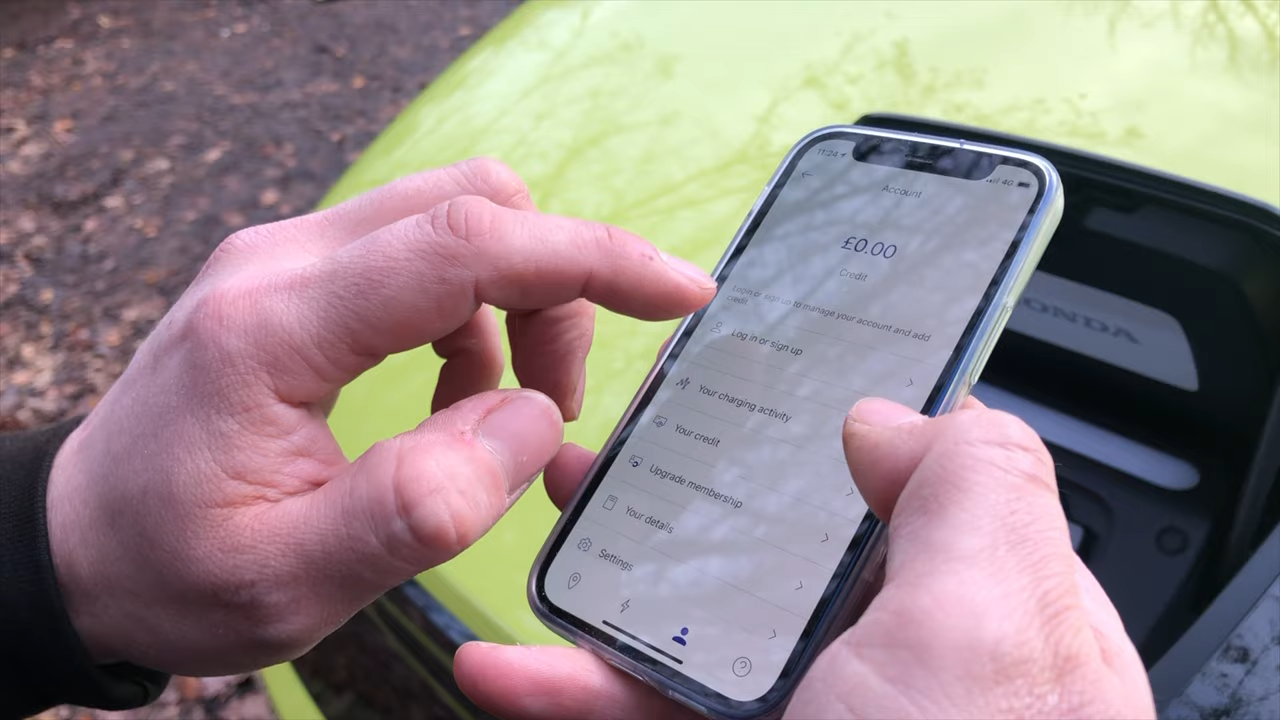 11:24
4G
Account
£0.00
Credit
Login or sign up to manage your account and add
credit
Log in or sign up
Your charging activity
Your credit
Upgrade membership
Your details
Settings
ONDA